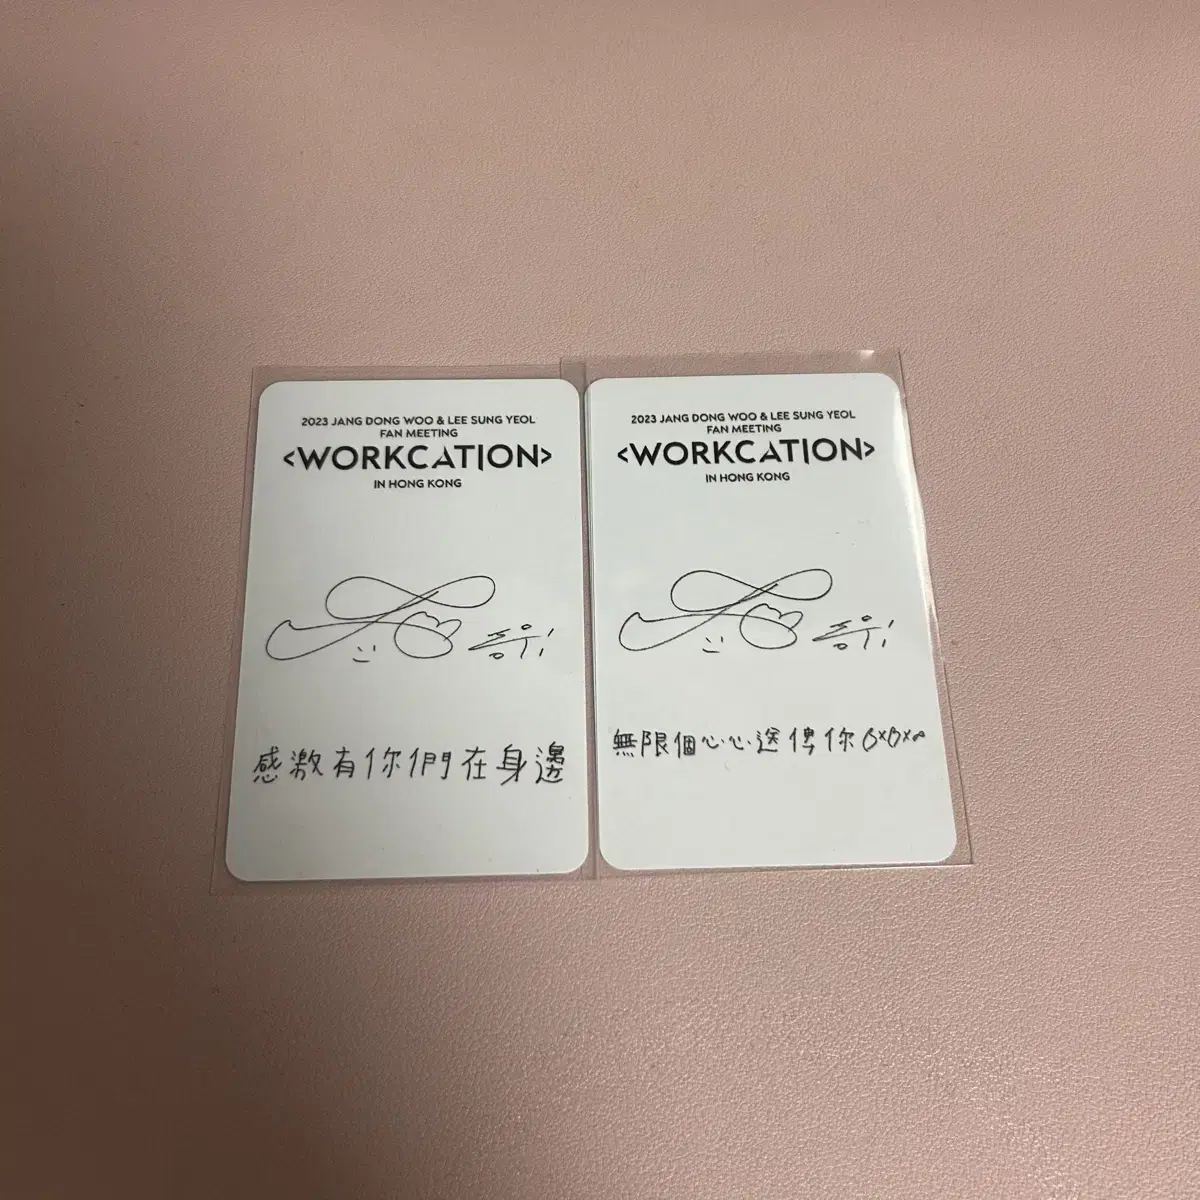 2023 JANG DONG WOO & LEE SUNG YEOL
FAN MEETING
<WORKCATION>
IN HONG KONG
感激有你們在身邊
2023 JANG DONG WOO & LEE SUNG YEOL
FAN MEETING
<WORKCATION>
IN HONG KONG
無限個心心送俾你